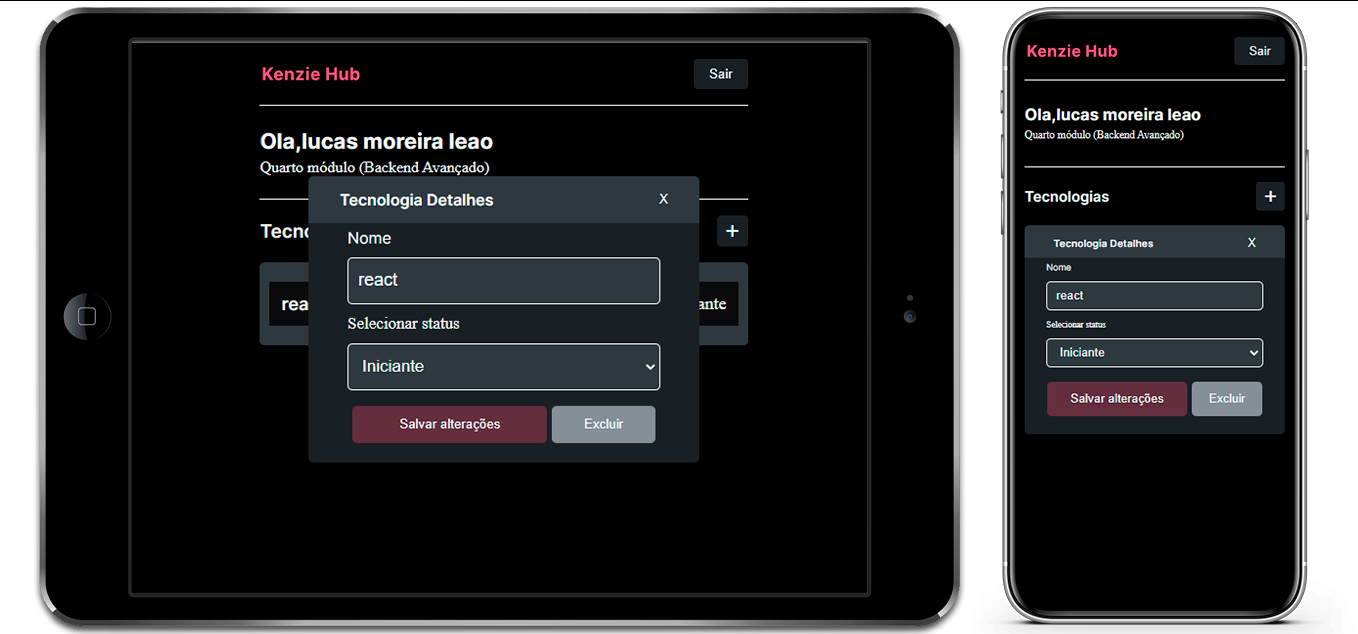 Kenzie Hub
Sair
Ola,lucas moreira leao
Quarto módulo (Backend Avançado)
Tecno
+
Tecnologia Detalhes
X
Nome
react
Selecionar status
Iniciante
Salvar alterações
Excluir
rea
ante
Kenzie Hub
Sair
Ola,lucas moreira leao
Quarto módulo (Backend Avançado)
Tecnologias
+
Tecnologia Detalhes
X
Nome
react
Selecionar status
Iniciante
Salvar alterações
Excluir